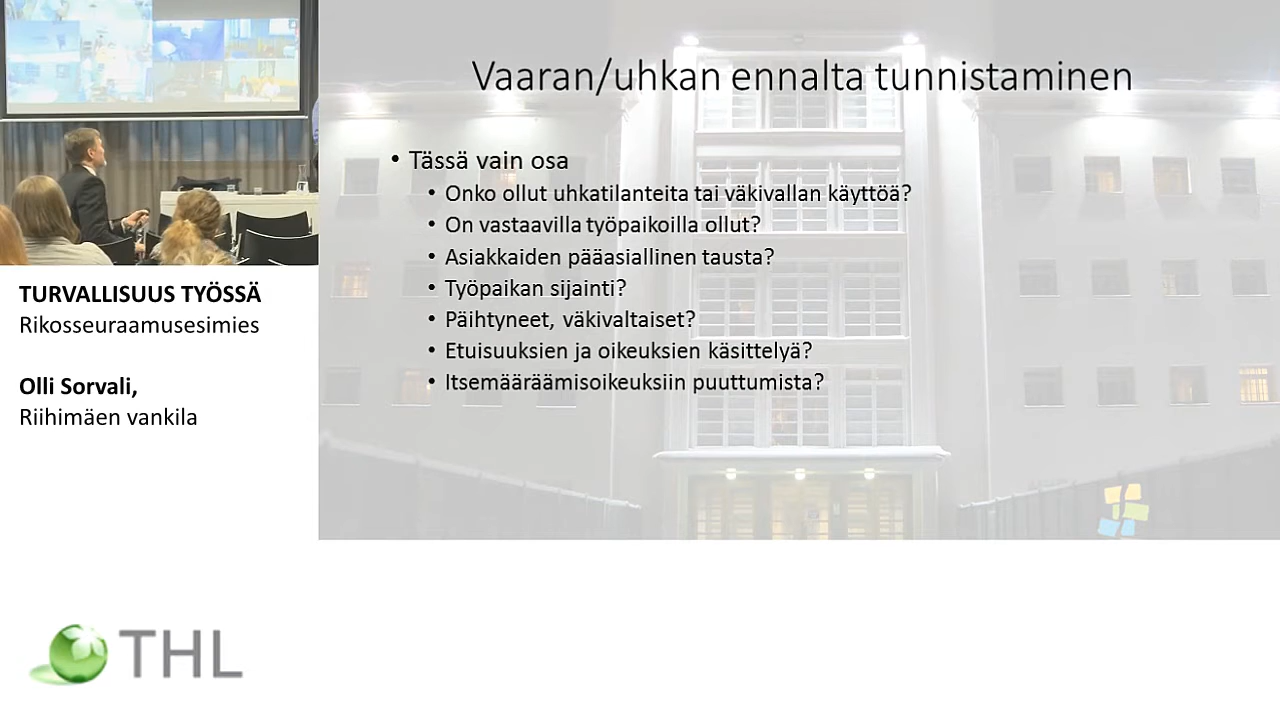 Vaaran/uhkan ennalta tunnistaminen
• Tässä vain osa
• Onko ollut uhkatilanteita tai väkivallan käyttöä?
• On vastaavilla työpaikoilla ollut?
• Asiakkaiden pääasiallinen tausta?
• Työpaikan sijainti?
• Päihtyneet, väkivaltaiset?
• Etuisuuksien ja oikeuksien käsittelyä?
• Itsemääräämisoikeuksiin puuttumista?
TURVALLISUUS TYÖSSÄ
Rikosseuraamusesimies
Olli Sorvali,
Riihimäen vankila
THL